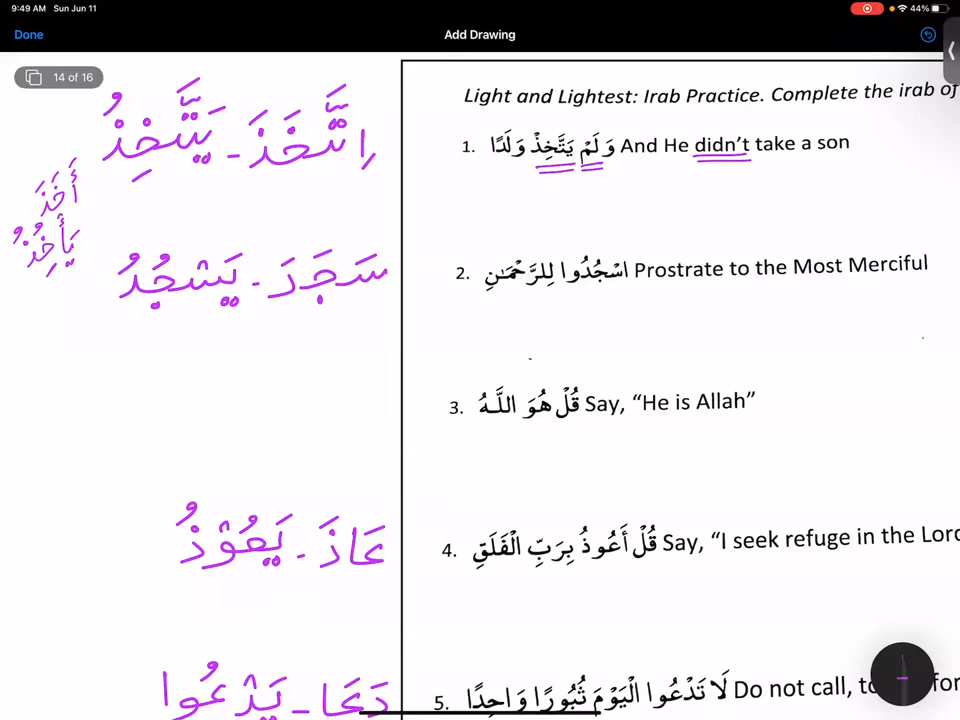 9:49 AM Sun Jun 11
44%
Done
Add Drawing
14 of 16
Light and Lightest: Irab Practice. Complete the irab of
1. وَلَمْ يَتَّخِذْ وَلَدًا And He didn't take a son
2. اسْجُدُوا لِلرَّحْمَـٰنِ Prostrate to the Most Merciful
3. قُلْ هُوَ اللَّـهُ Say, "He is Allah"
4. قُلْ أَعُوذُ بِرَبِّ الْفَلَقِ Say, "I seek refuge in the Lord
5. لَا تَدْعُوا الْيَوْمَ ثُبُورًا وَاحِدًا Do not call, to
اِتَّخَذَ - يَتَّخِذُ
أَخَذَ
يَأْخُذُ
سَجَدَ - يَسْجُدُ
عَاذَ - يَعُوْذُ
دَعَا - يَدْعُوا